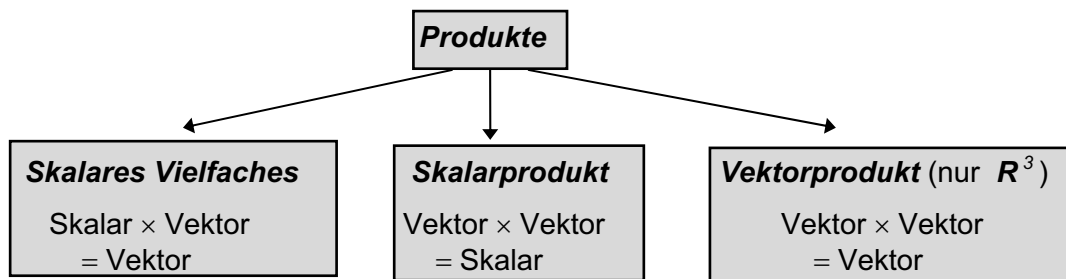 Produkte
Skalares Vielfaches
Skalar × Vektor
= Vektor
Skalarprodukt
Vektor × Vektor
= Skalar
Vektorprodukt (nur R³)
Vektor × Vektor
= Vektor